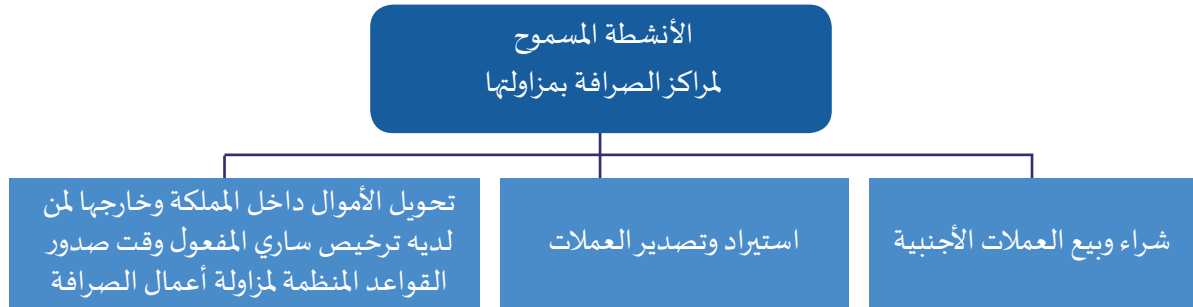 الأنشطة المسموح
لمراكز الصرافة بمزاولتها
شراء وبيع العملات الأجنبية
استيراد وتصدير العملات
تحويل الأموال داخل المملكة وخارجها لمن
لديه ترخيص ساري المفعول وقت صدور
القواعد المنظمة لمزاولة أعمال الصرافة